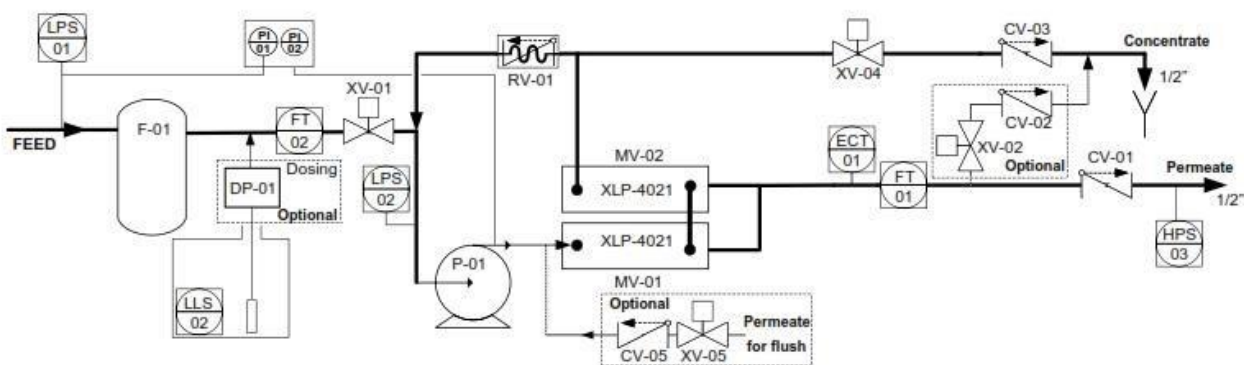 LPS
01
PI
01
PI
02
XV-01
RV-01
XV-04
CV-03
Concentrate
1/2"
FEED
F-01
FT
02
LPS
02
Dosing
DP-01
Optional
LLS
02
P-01
MV-02
XLP-4021
XLP-4021
MV-01
ECT
01
FT
01
CV-02
XV-02
Optional
CV-01
Permeate
1/2"
HPS
03
Optional
Permeate
for flush
CV-05
XV-05